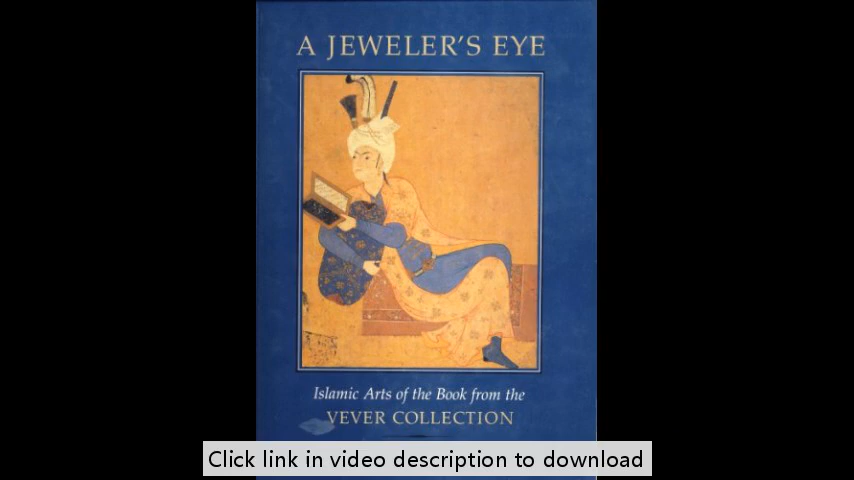 A JEWELER'S EYE
Islamic Arts of the Book from the
VEVER COLLECTION
Click link in video description to download